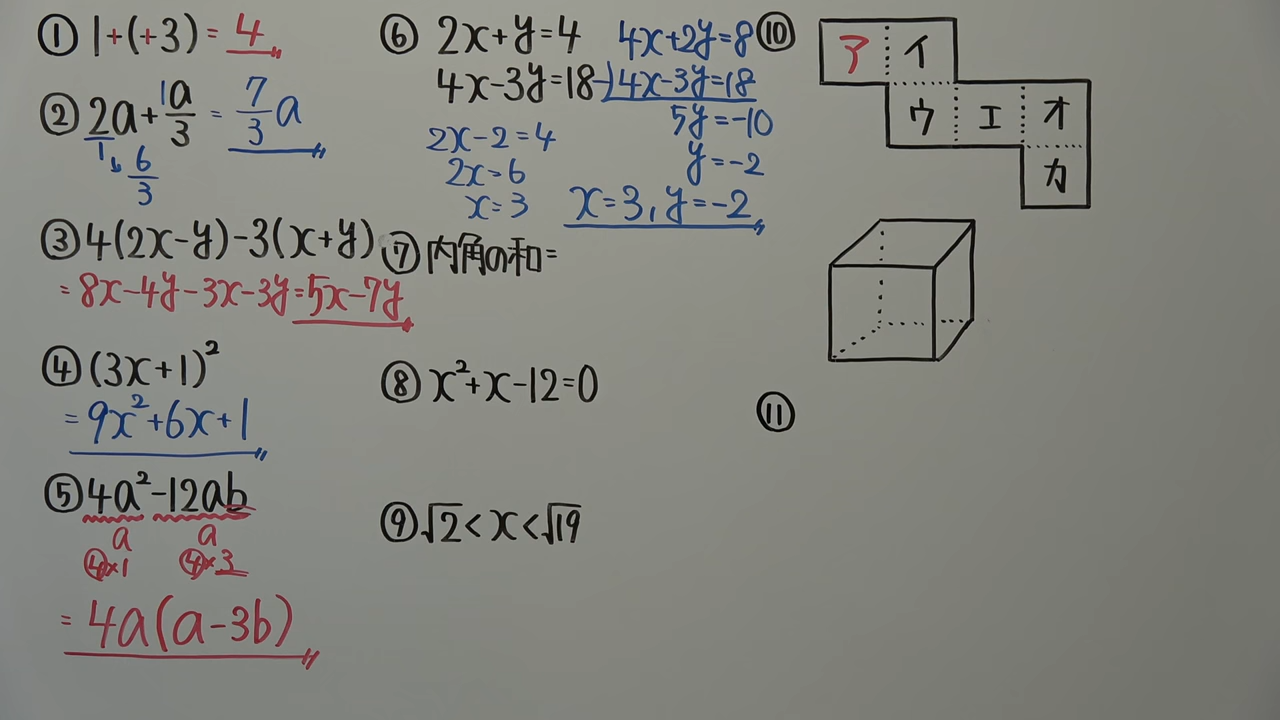 ① 1+(+3)=4
② 2a+1a/3=7/3a
1 6/3
③ 4(2x-y)-3(x+y)
=8x-4y-3x-3y=5x-7y
④ (3x+1)²
=9x²+6x+1
⑤ 4a²-12ab
a a
④×1 ④×3
=4a(a-3b)
⑥ 2x+y=4
4x-3y=18
4x+2y=8
-)4x-3y=18
5y=-10
y=-2
2x-2=4
2x=6
x=3
x=3,y=-2
⑦ 内角の和=
⑧ x²+x-12=0
⑨ √2<x<√19
⑩
ア イ
ウ エ オ
カ
⑪